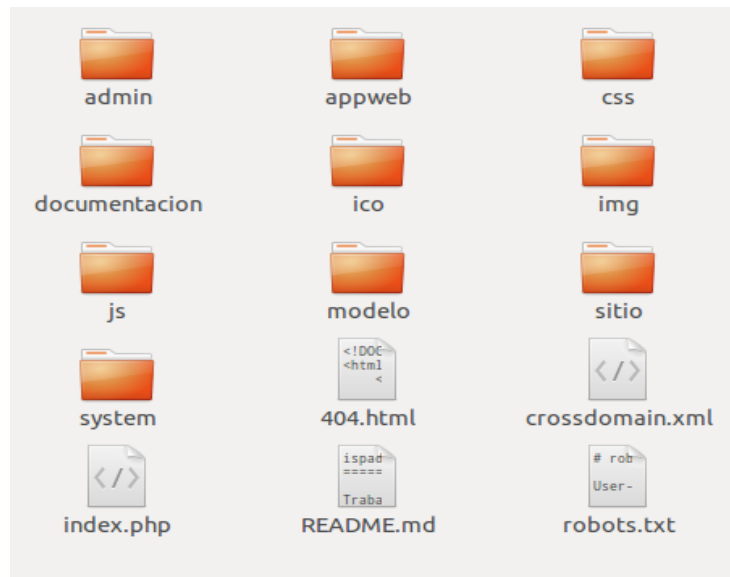 admin appweb css
documentacion ico img
js modelo sitio
<!DOC
<html
<
</>
system 404.html crossdomain.xml
</>
ispad
=====
Traba
# rob
User-
index.php README.md robots.txt